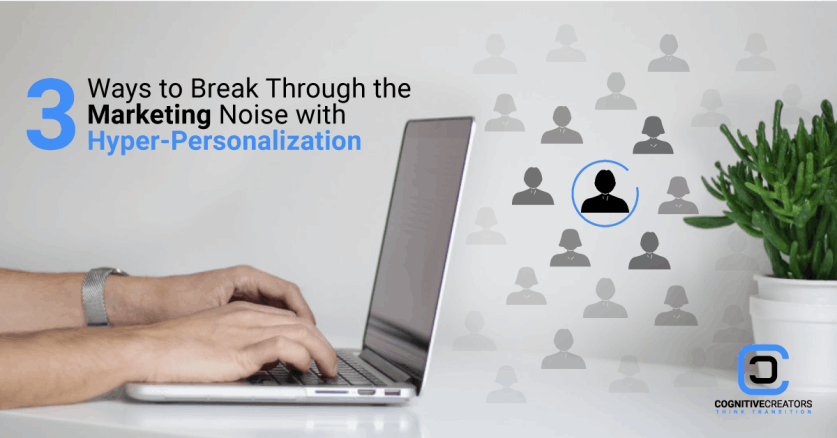 3 Ways to Break Through the
Marketing Noise with
Hyper-Personalization
COGNITIVECREATORS
THINK TRANSITION